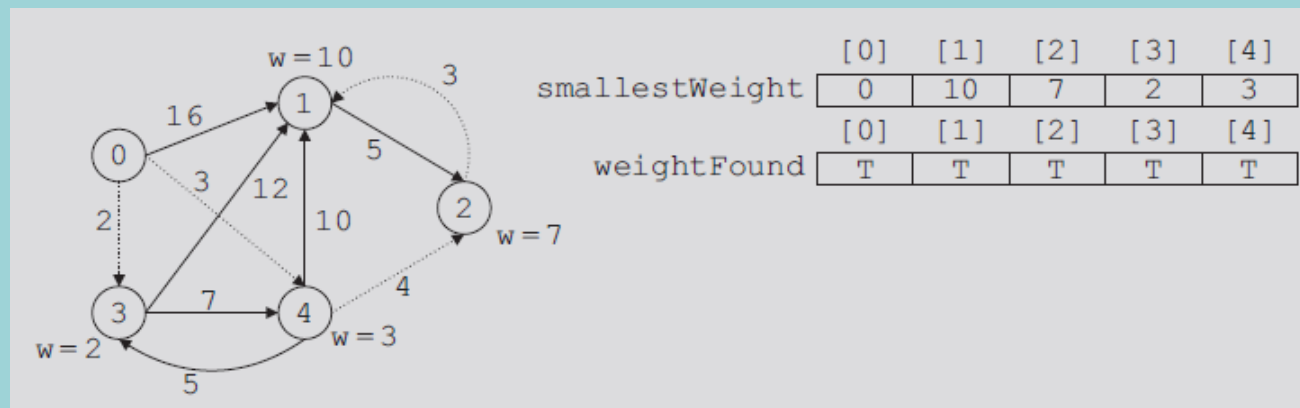 w=10
3
16
1
0
5
3
12
2
10
2
w=7
4
7
3
4
w=3
w=2
5
[0] [1] [2] [3] [4]
smallestWeight 0 10 7 2 3
[0] [1] [2] [3] [4]
weightFound T T T T T